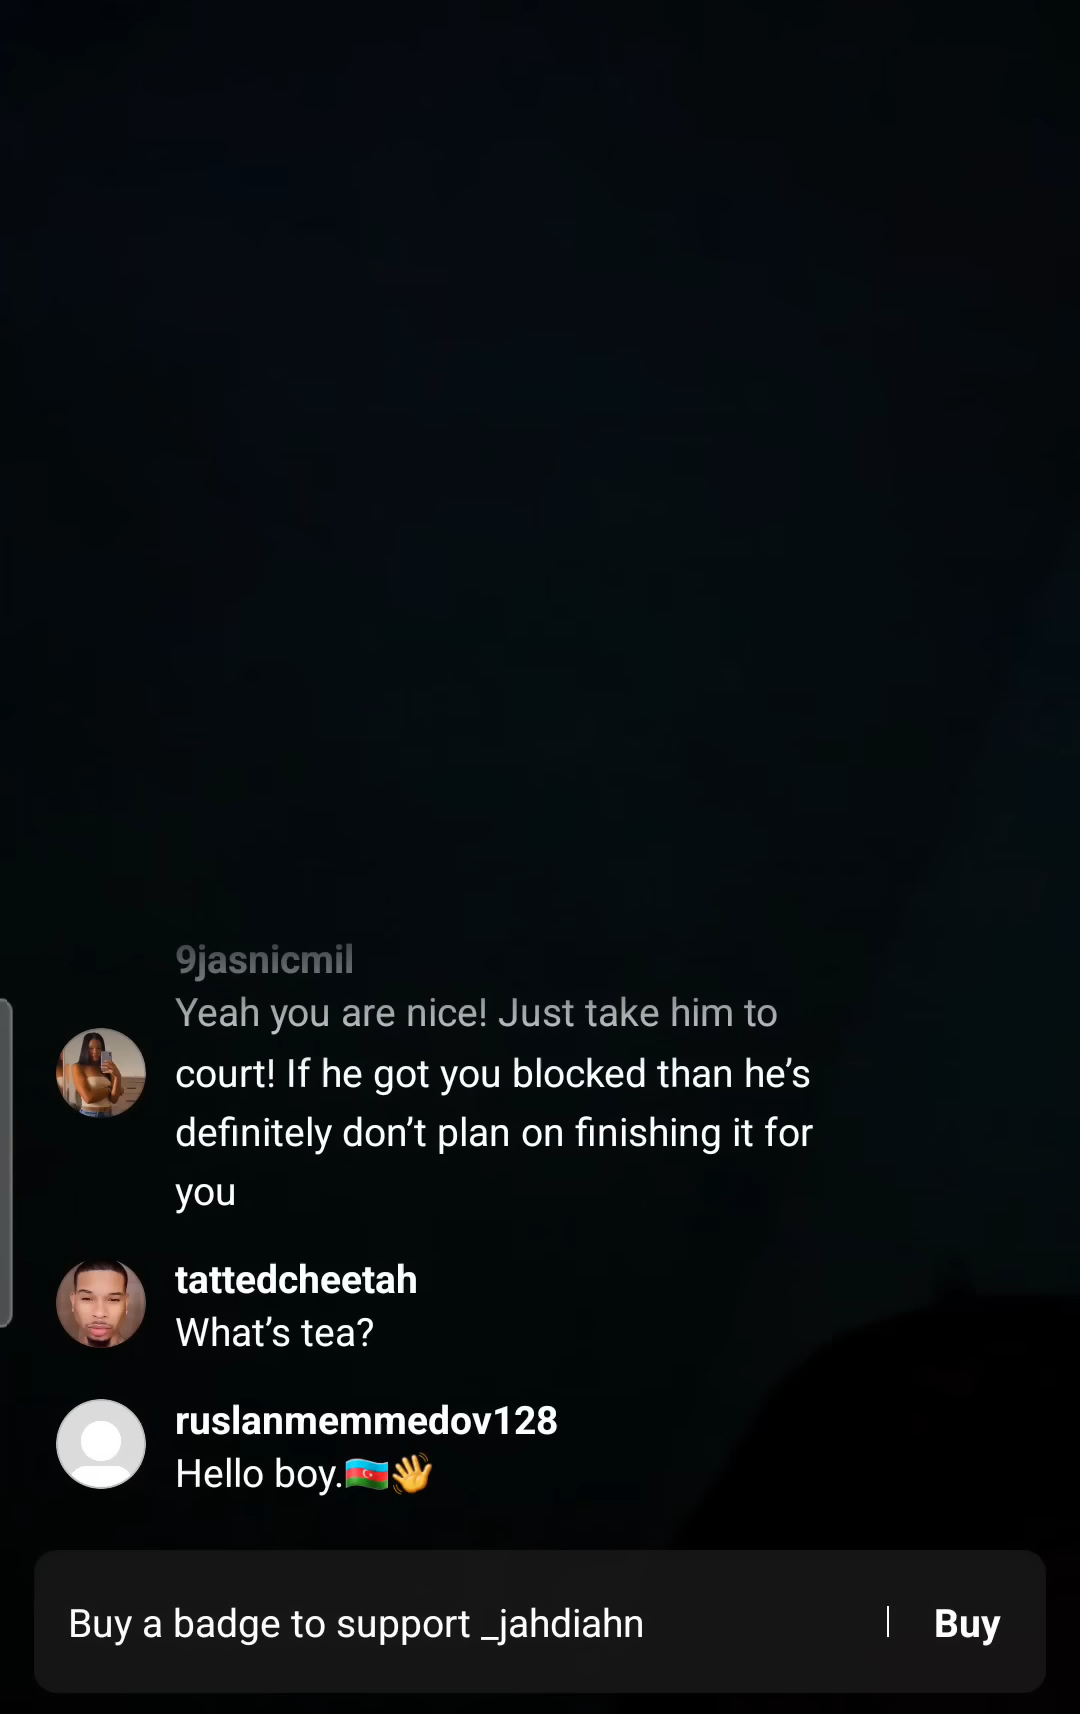 9jasnicmil
Yeah you are nice! Just take him to
court! If he got you blocked than he’s
definitely don’t plan on finishing it for
you
tattedcheetah
What’s tea?
ruslanmemmedov128
Hello boy.🇦🇿👋
Buy a badge to support _jahdiahn | Buy